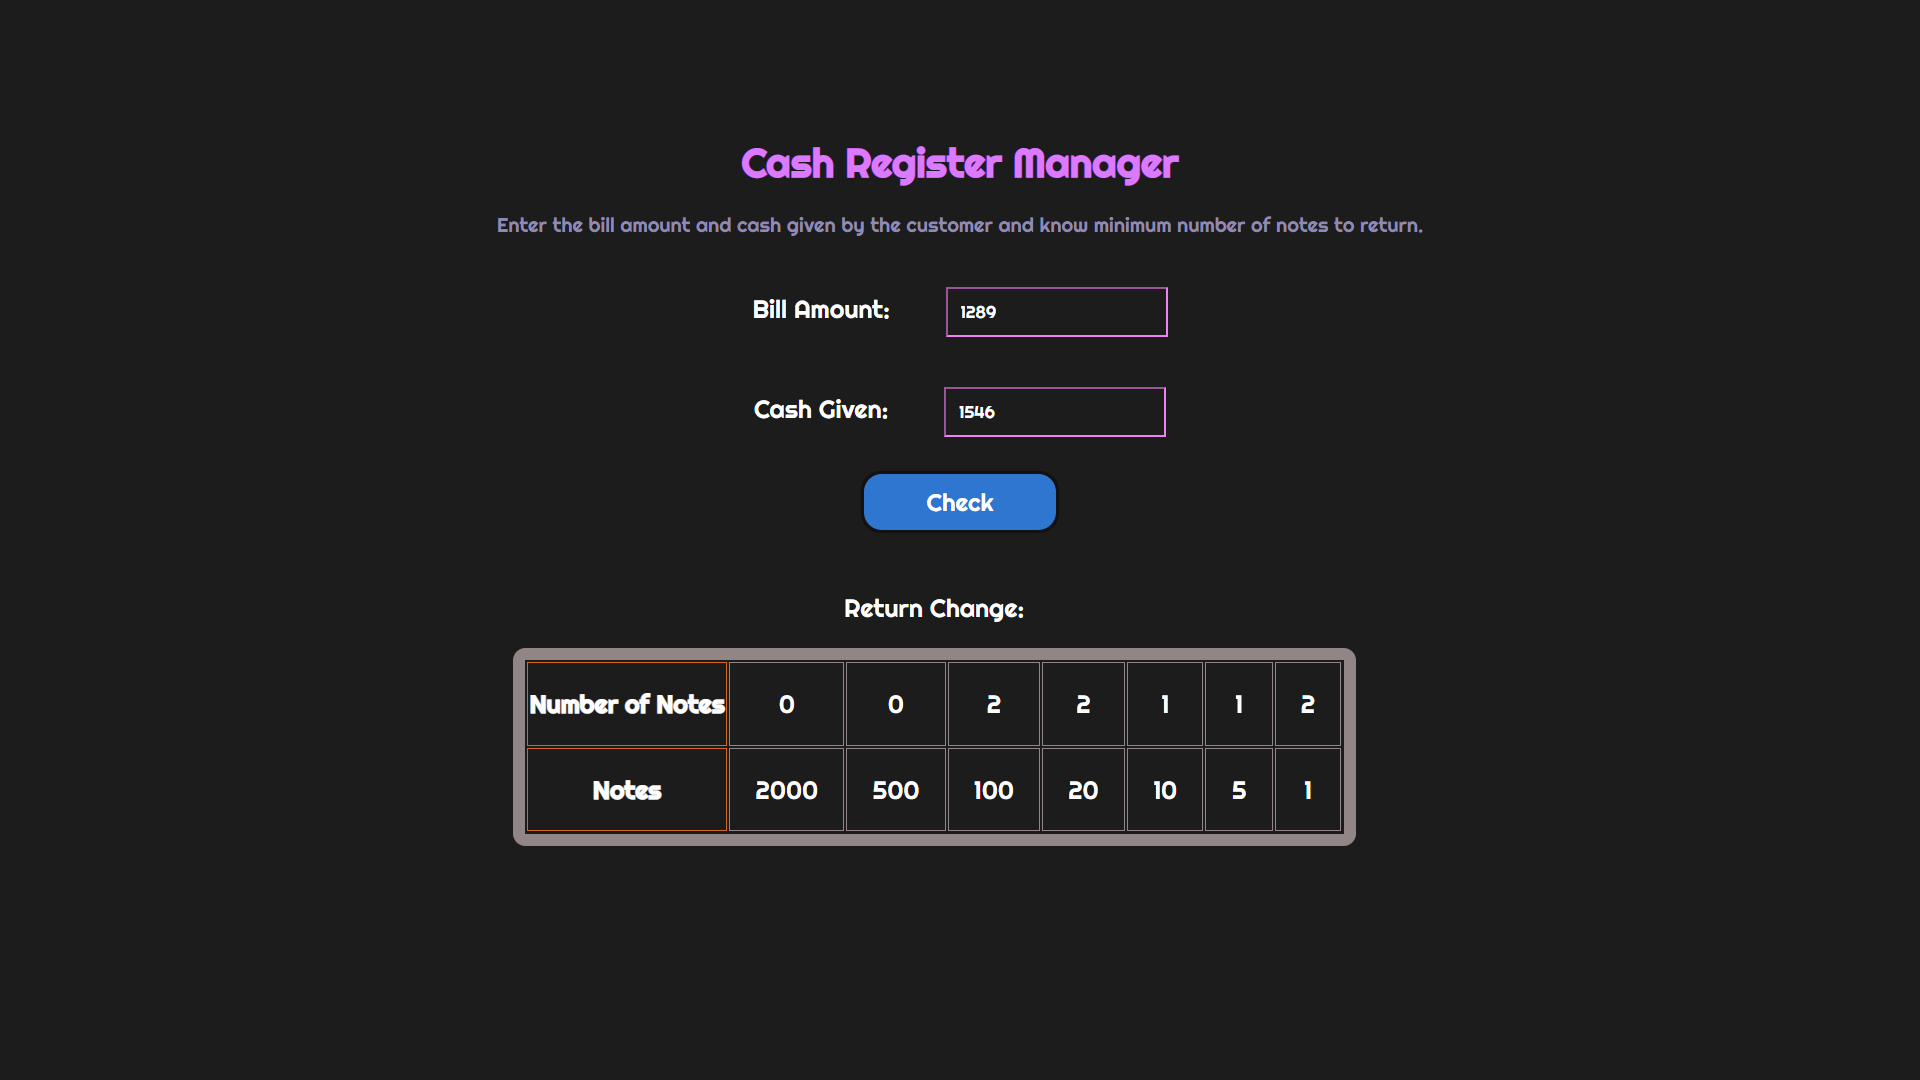 Cash Register Manager
Enter the bill amount and cash given by the customer and know minimum number of notes to return.
Bill Amount: 1289
Cash Given: 1546
Check
Return Change:
Number of Notes 0 0 2 2 1 1 2
Notes 2000 500 100 20 10 5 1